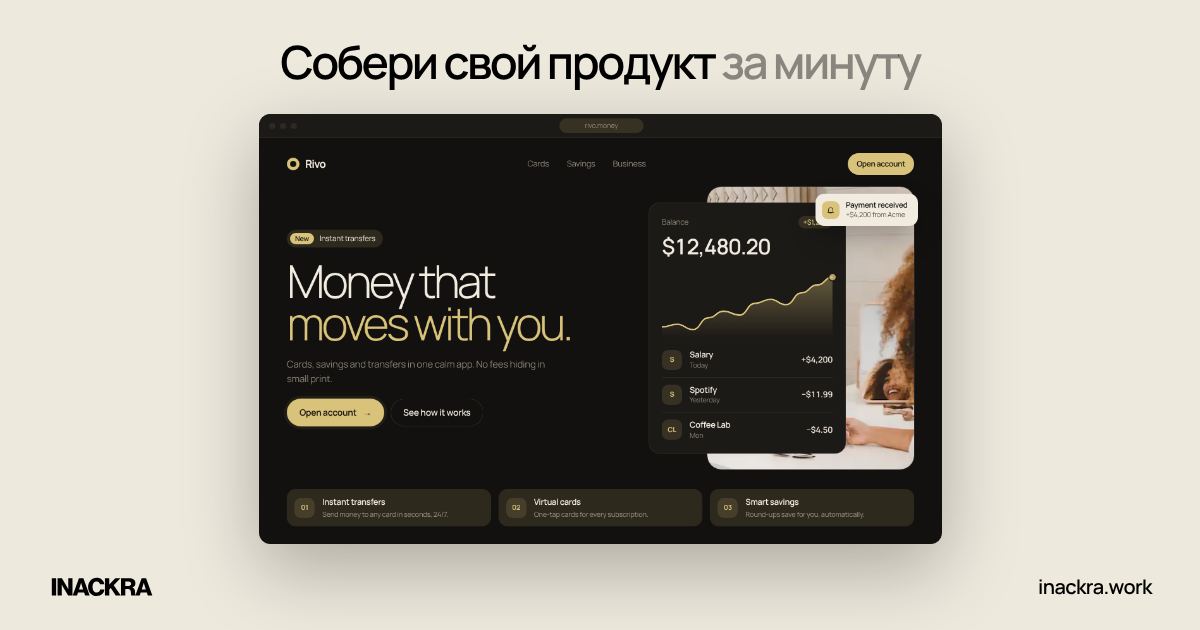 Собери свой продукт за минуту
rivo.money
Rivo
Cards
Savings
Business
Open account
New
Instant transfers
Money that
moves with you.
Cards, savings and transfers in one calm app. No fees hiding in
small print.
Open account →
See how it works
Payment received
+$4,200 from Acme
Balance
$12,480.20
S
Salary
Today
+$4,200
S
Spotify
Yesterday
−$11.99
CL
Coffee Lab
Mon
−$4.50
01
Instant transfers
Send money to any card in seconds, 24/7.
02
Virtual cards
One-tap cards for every subscription.
03
Smart savings
Round-ups save for you, automatically.
INACKRA
inackra.work